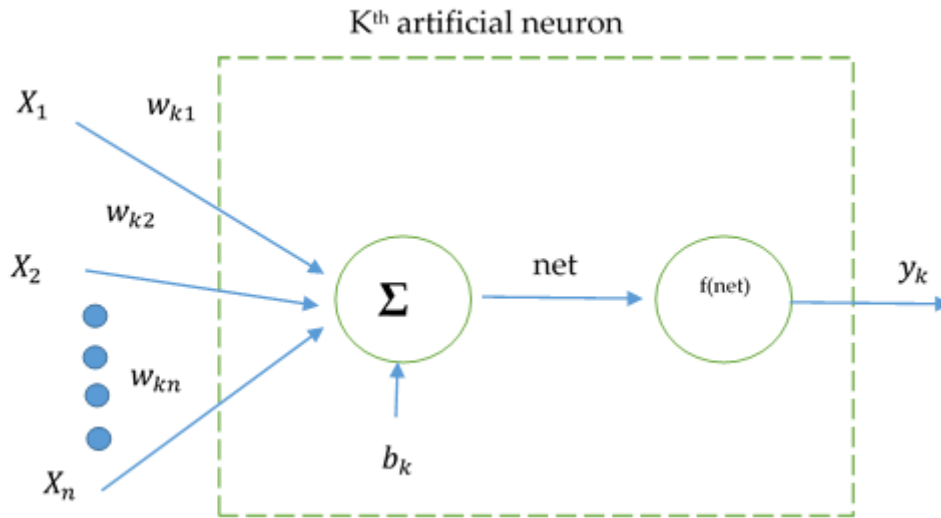 Kᵗʰ artificial neuron
X₁
wₖ₁
wₖ₂
X₂
net
f(net)
yₖ
Σ
wₖₙ
bₖ
Xₙ